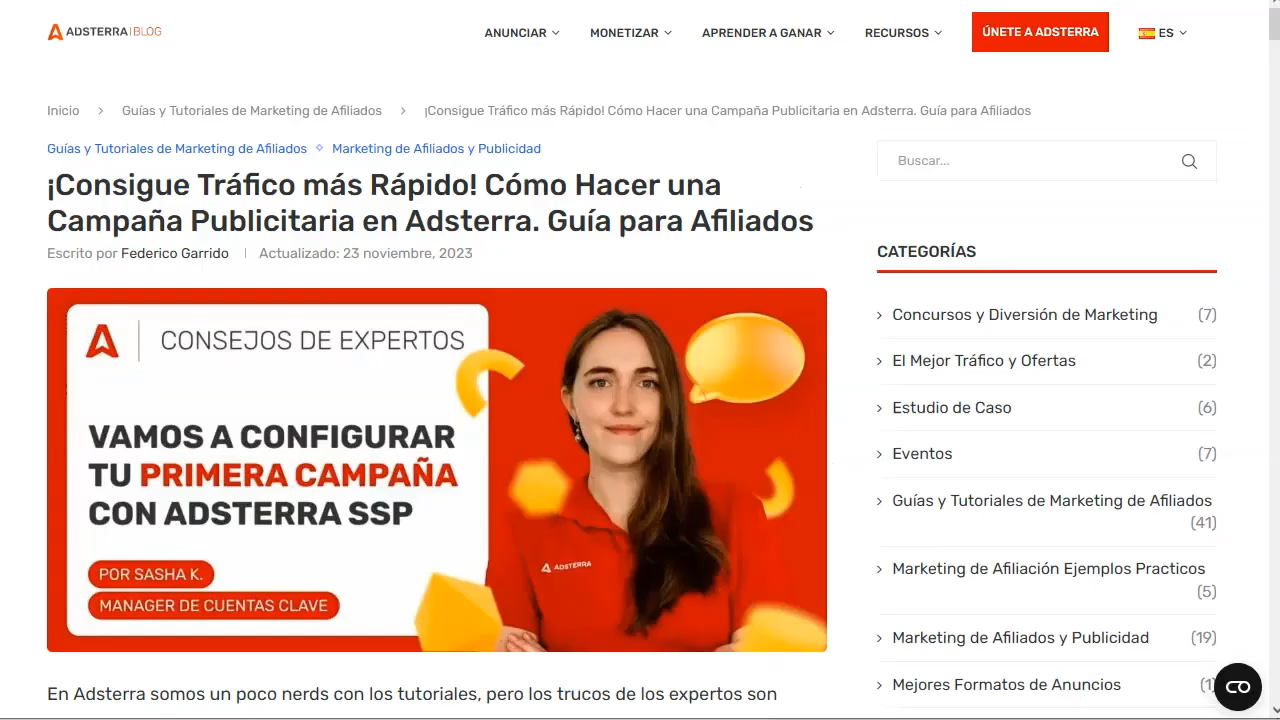 ADSTERRA|BLOG
ANUNCIAR
MONETIZAR
APRENDER A GANAR
RECURSOS
ÚNETE A ADSTERRA
ES
Inicio > Guías y Tutoriales de Marketing de Afiliados > ¡Consigue Tráfico más Rápido! Cómo Hacer una Campaña Publicitaria en Adsterra. Guía para Afiliados
Guías y Tutoriales de Marketing de Afiliados ⟡ Marketing de Afiliados y Publicidad
¡Consigue Tráfico más Rápido! Cómo Hacer una
Campaña Publicitaria en Adsterra. Guía para Afiliados
Escrito por Federico Garrido | Actualizado: 23 noviembre, 2023
CONSEJOS DE EXPERTOS
VAMOS A CONFIGURAR
TU PRIMERA CAMPAÑA
CON ADSTERRA SSP
POR SASHA K.
MANAGER DE CUENTAS CLAVE
ADSTERRA
En Adsterra somos un poco nerds con los tutoriales, pero los trucos de los expertos son
Buscar...
CATEGORÍAS
Concursos y Diversión de Marketing (7)
El Mejor Tráfico y Ofertas (2)
Estudio de Caso (6)
Eventos (7)
Guías y Tutoriales de Marketing de Afiliados
(41)
Marketing de Afiliación Ejemplos Practicos
(5)
Marketing de Afiliados y Publicidad (19)
Mejores Formatos de Anuncios (1)